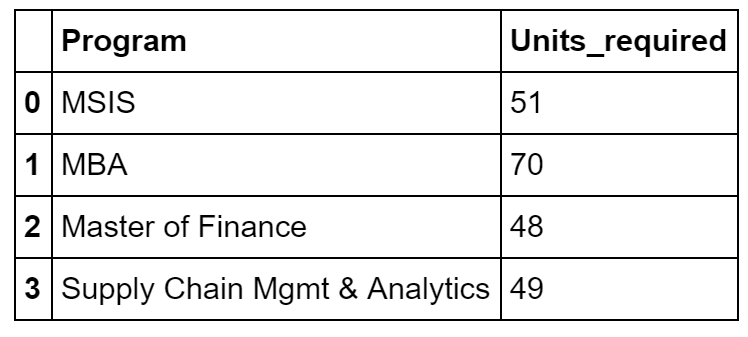 Program Units_required
0 MSIS 51
1 MBA 70
2 Master of Finance 48
3 Supply Chain Mgmt & Analytics 49